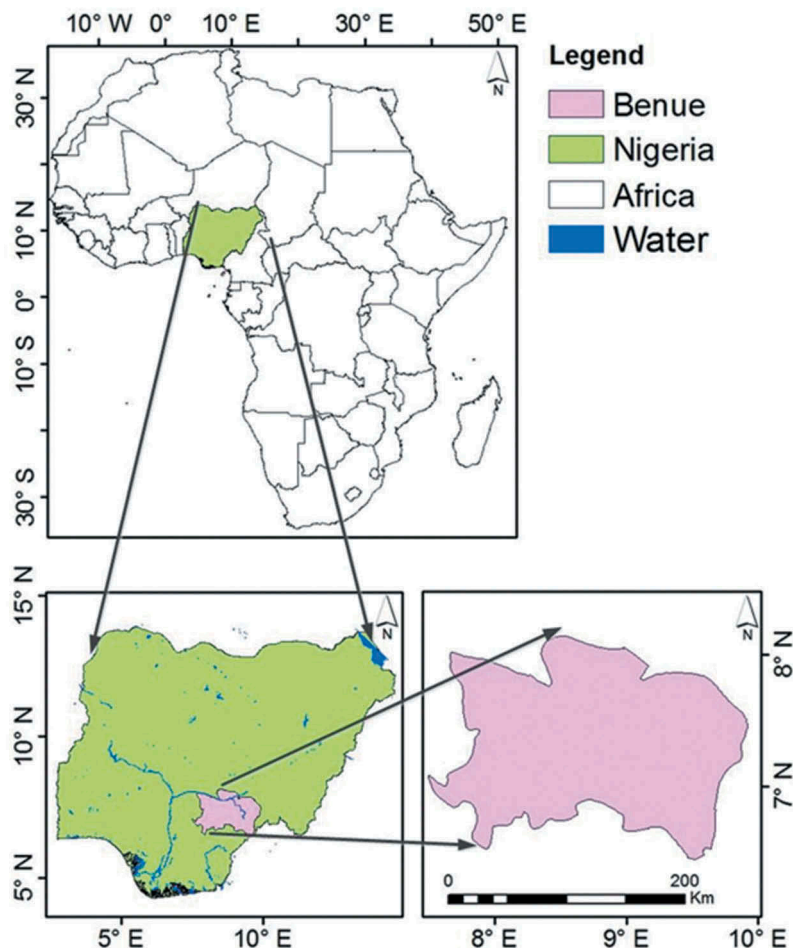 10° W 0° 10° E 30° E 50° E
30° N
10° N
0°
10° S
30° S
N
Legend
Benue
Nigeria
Africa
Water
15° N
10° N
5° N
N
5° E 10° E
N
8° N
7° N
0 200
Km
8° E 9° E 10° E